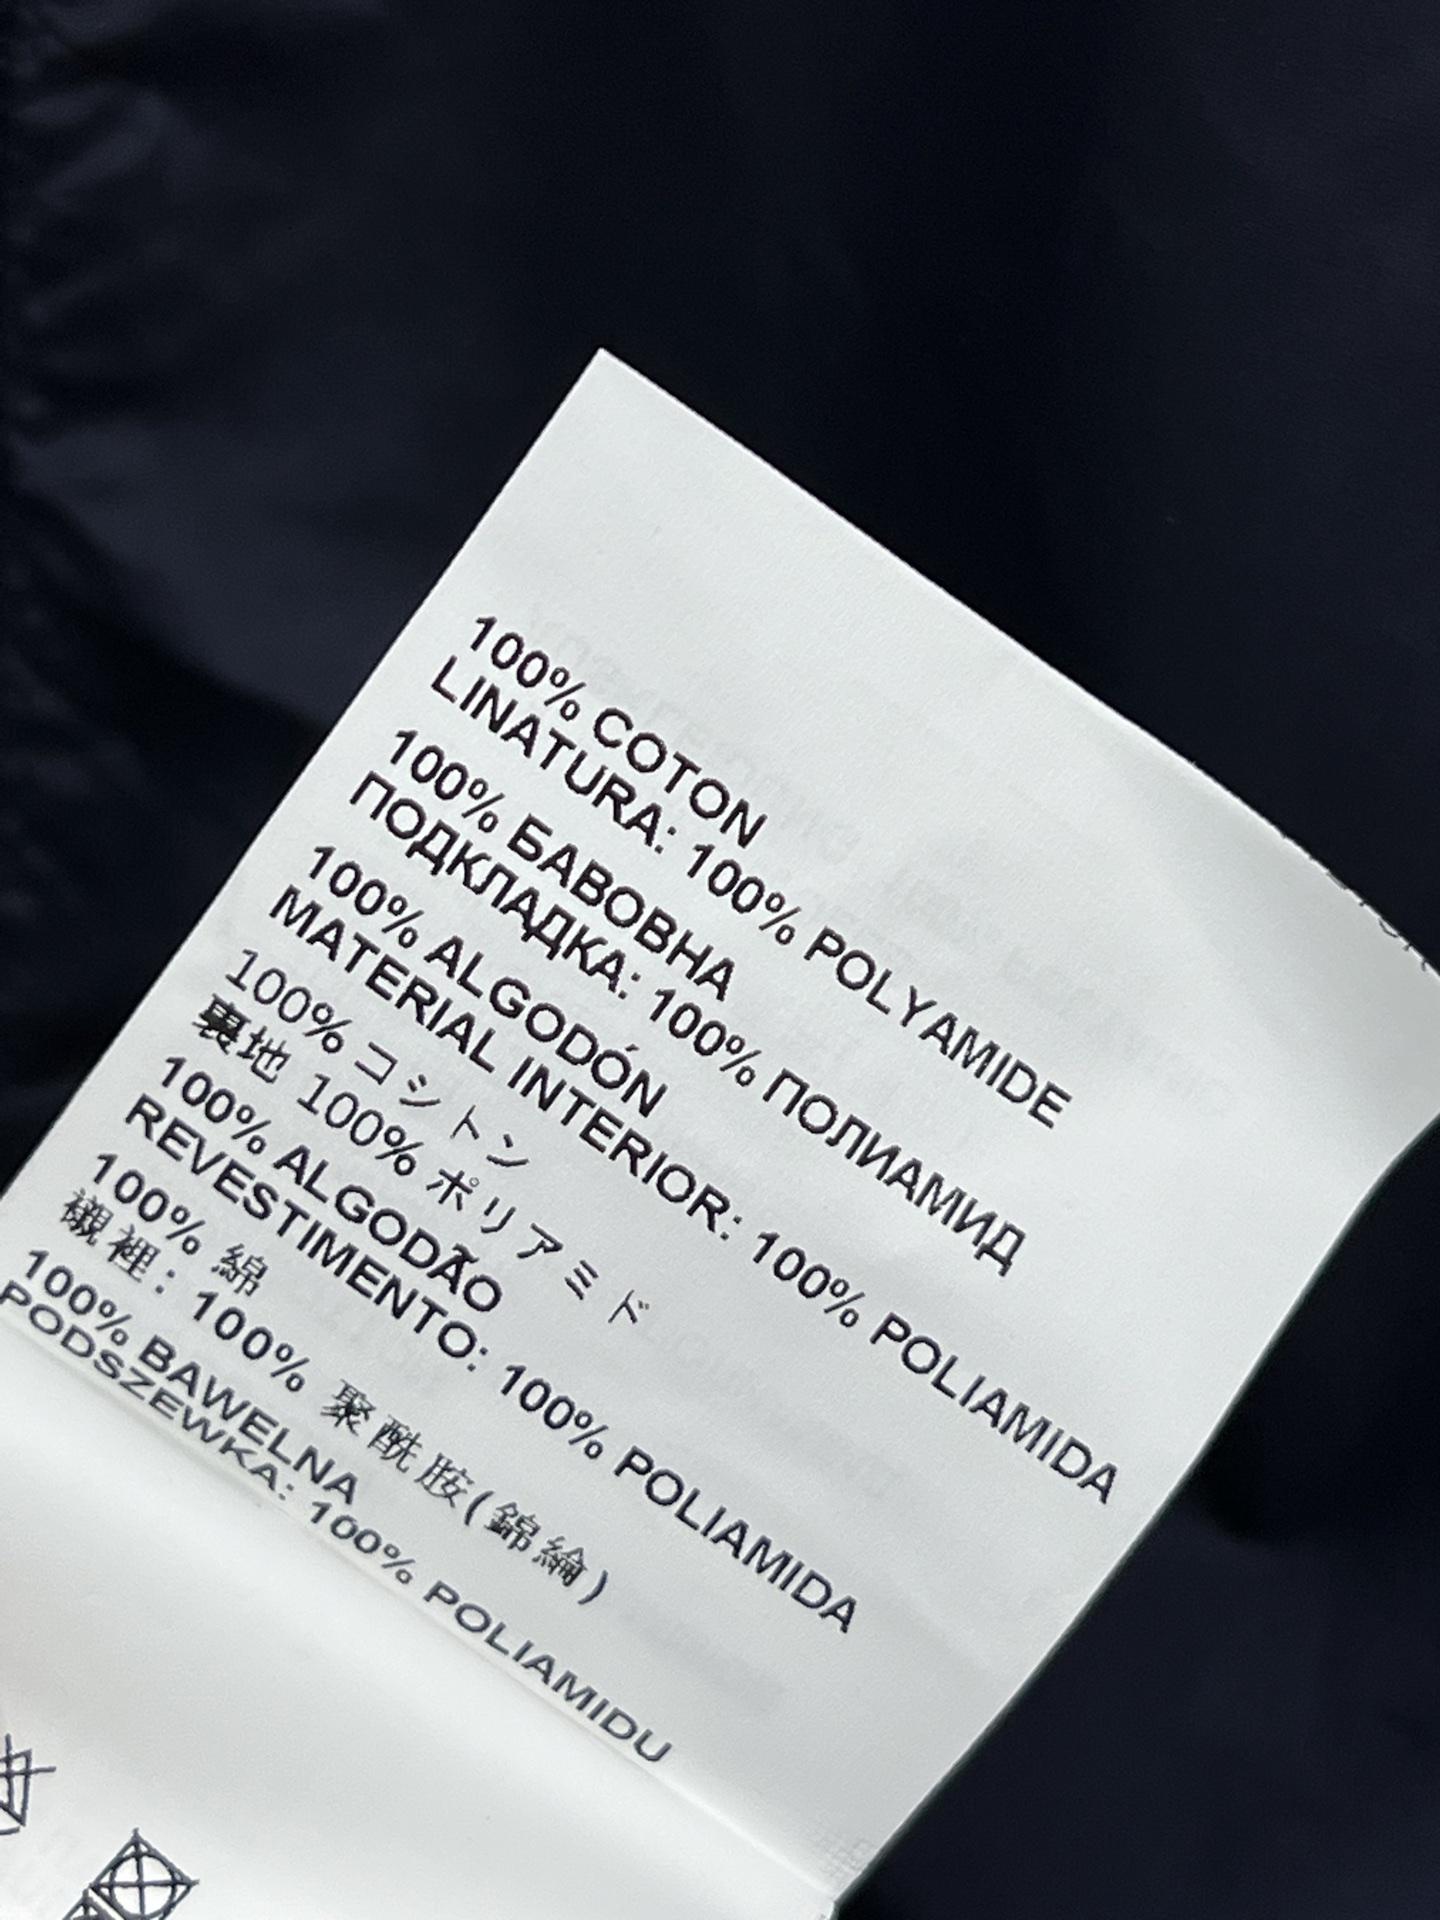 100% COTON
LINATURA: 100% POLYAMIDE
100% БАВОВНА
ПОДКЛАДКА: 100% ПОЛИАМИД
100% ALGODÓN
MATERIAL INTERIOR: 100% POLIAMIDA
100% コシトン
裏地 100% ポリアミド
100% ALGODÃO
REVESTIMENTO: 100% POLIAMIDA
100% 綿
襯裡: 100% 聚酰胺(錦綸)
100% BAWELNA
PODSZEWKA: 100% POLIAMIDU